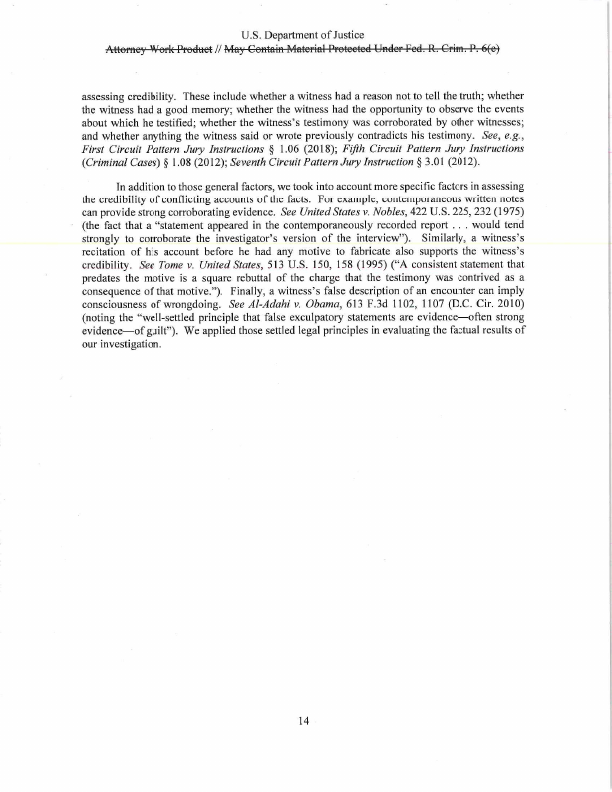 U.S. Department of Justice
Attorney Work Product // May Contain Material Protected Under Fed. R. Crim. P. 6(e)
assessing credibility. These include whether a witness had a reason not to tell the truth; whether
the witness had a good memory; whether the witness had the opportunity to observe the events
about which he testified; whether the witness's testimony was corroborated by other witnesses;
and whether anything the witness said or wrote previously contradicts his testimony. See, e.g.,
First Circuit Pattern Jury Instructions § 1.06 (2018); Fifth Circuit Pattern Jury Instructions
(Criminal Cases) § 1.08 (2012); Seventh Circuit Pattern Jury Instruction § 3.01 (2012).
In addition to those general factors, we took into account more specific factors in assessing
the credibility of conflicting accounts of the facts. For example, contemporaneous written notes
can provide strong corroborating evidence. See United States v. Nobles, 422 U.S. 225, 232 (1975)
(the fact that a “statement appeared in the contemporaneously recorded report . . . would tend
strongly to corroborate the investigator's version of the interview”). Similarly, a witness's
recitation of his account before he had any motive to fabricate also supports the witness's
credibility. See Tome v. United States, 513 U.S. 150, 158 (1995) (“A consistent statement that
predates the motive is a square rebuttal of the charge that the testimony was contrived as a
consequence of that motive.”). Finally, a witness's false description of an encounter can imply
consciousness of wrongdoing. See Al-Adahi v. Obama, 613 F.3d 1102, 1107 (D.C. Cir. 2010)
(noting the “well-settled principle that false exculpatory statements are evidence—often strong
evidence—of guilt”). We applied those settled legal principles in evaluating the factual results of
our investigation.
14